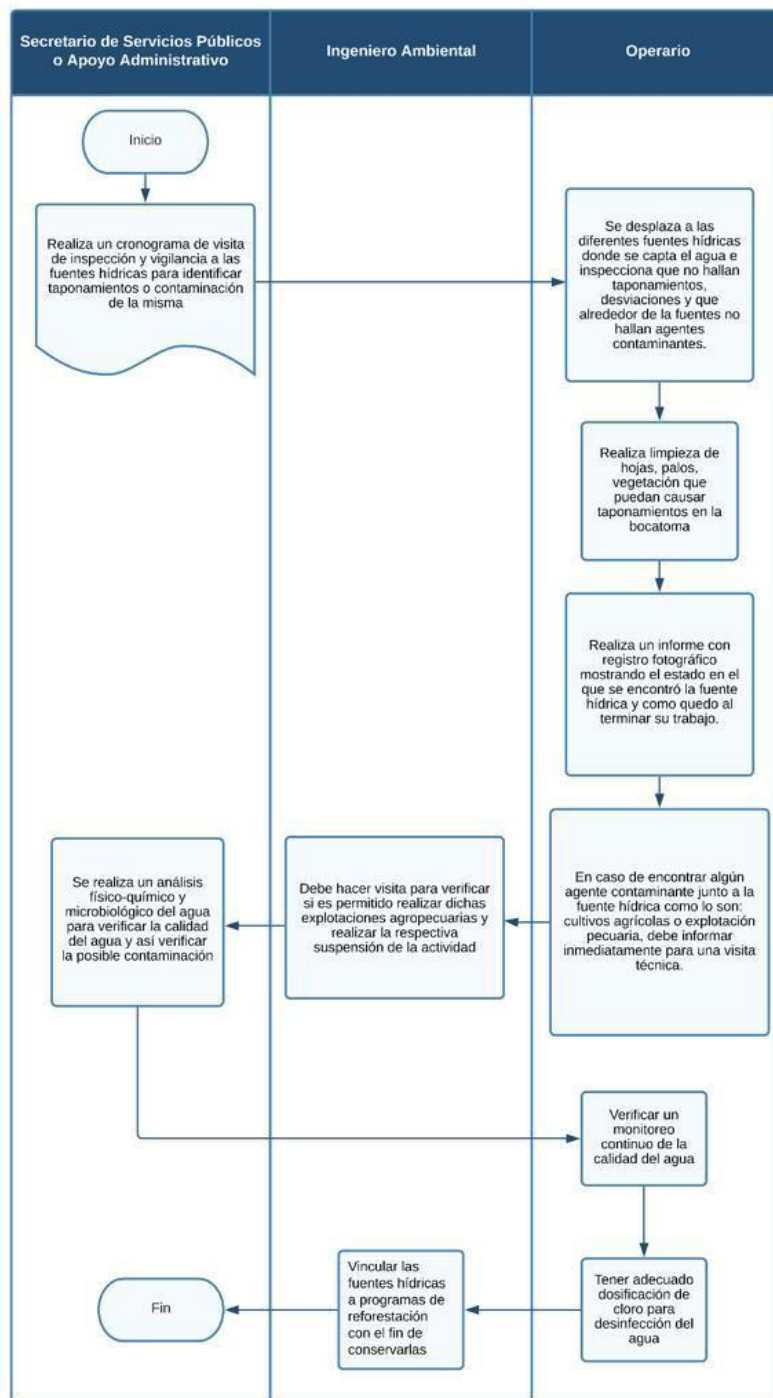 Secretario de Servicios Públicos
o Apoyo Administrativo
Ingeniero Ambiental
Operario
Inicio
Realiza un cronograma de visita
de inspección y vigilancia a las
fuentes hídricas para identificar
taponamientos o contaminación
de la misma
Se desplaza a las
diferentes fuentes hídricas
donde se capta el agua e
inspecciona que no hallan
taponamientos,
desviaciones y que
alrededor de la fuentes no
hallan agentes
contaminantes.
Realiza limpieza de
hojas, palos,
vegetación que
puedan causar
taponamientos en la
bocatoma
Realiza un informe con
registro fotográfico
mostrando el estado en el
que se encontró la fuente
hídrica y como quedo al
terminar su trabajo.
En caso de encontrar algún
agente contaminante junto a la
fuente hídrica como lo son:
cultivos agrícolas o explotación
pecuaria, debe informar
inmediatamente para una visita
técnica.
Debe hacer visita para verificar
si es permitido realizar dichas
explotaciones agropecuarias y
realizar la respectiva
suspensión de la actividad
Se realiza un análisis
físico-químico y
microbiológico del agua
para verificar la calidad
del agua y así verificar
la posible contaminación
Verificar un
monitoreo
continuo de la
calidad del agua
Tener adecuado
dosificación de
cloro para
desinfección del
agua
Vincular las
fuentes hídricas
a programas de
reforestación
con el fin de
conservarlas
Fin